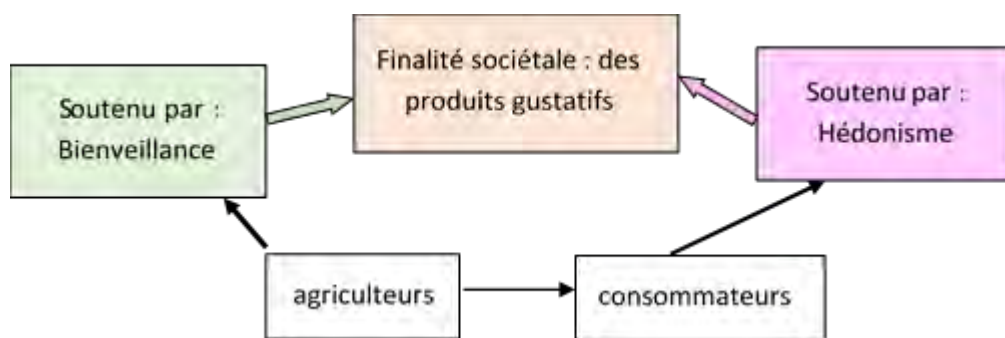 Finalité sociétale : des
produits gustatifs
Soutenu par :
Bienveillance
Soutenu par :
Hédonisme
agriculteurs
consommateurs